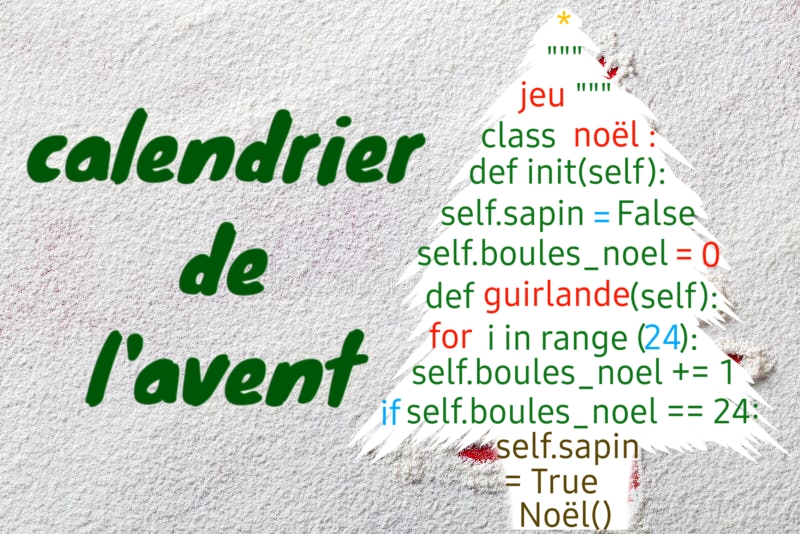 calendrier
de
l'avent
*
"""
jeu """
class noël :
def init(self):
self.sapin = False
self.boules_noel = 0
def guirlande(self):
for i in range (24):
self.boules_noel += 1
if self.boules_noel == 24:
self.sapin
= True
Noël()